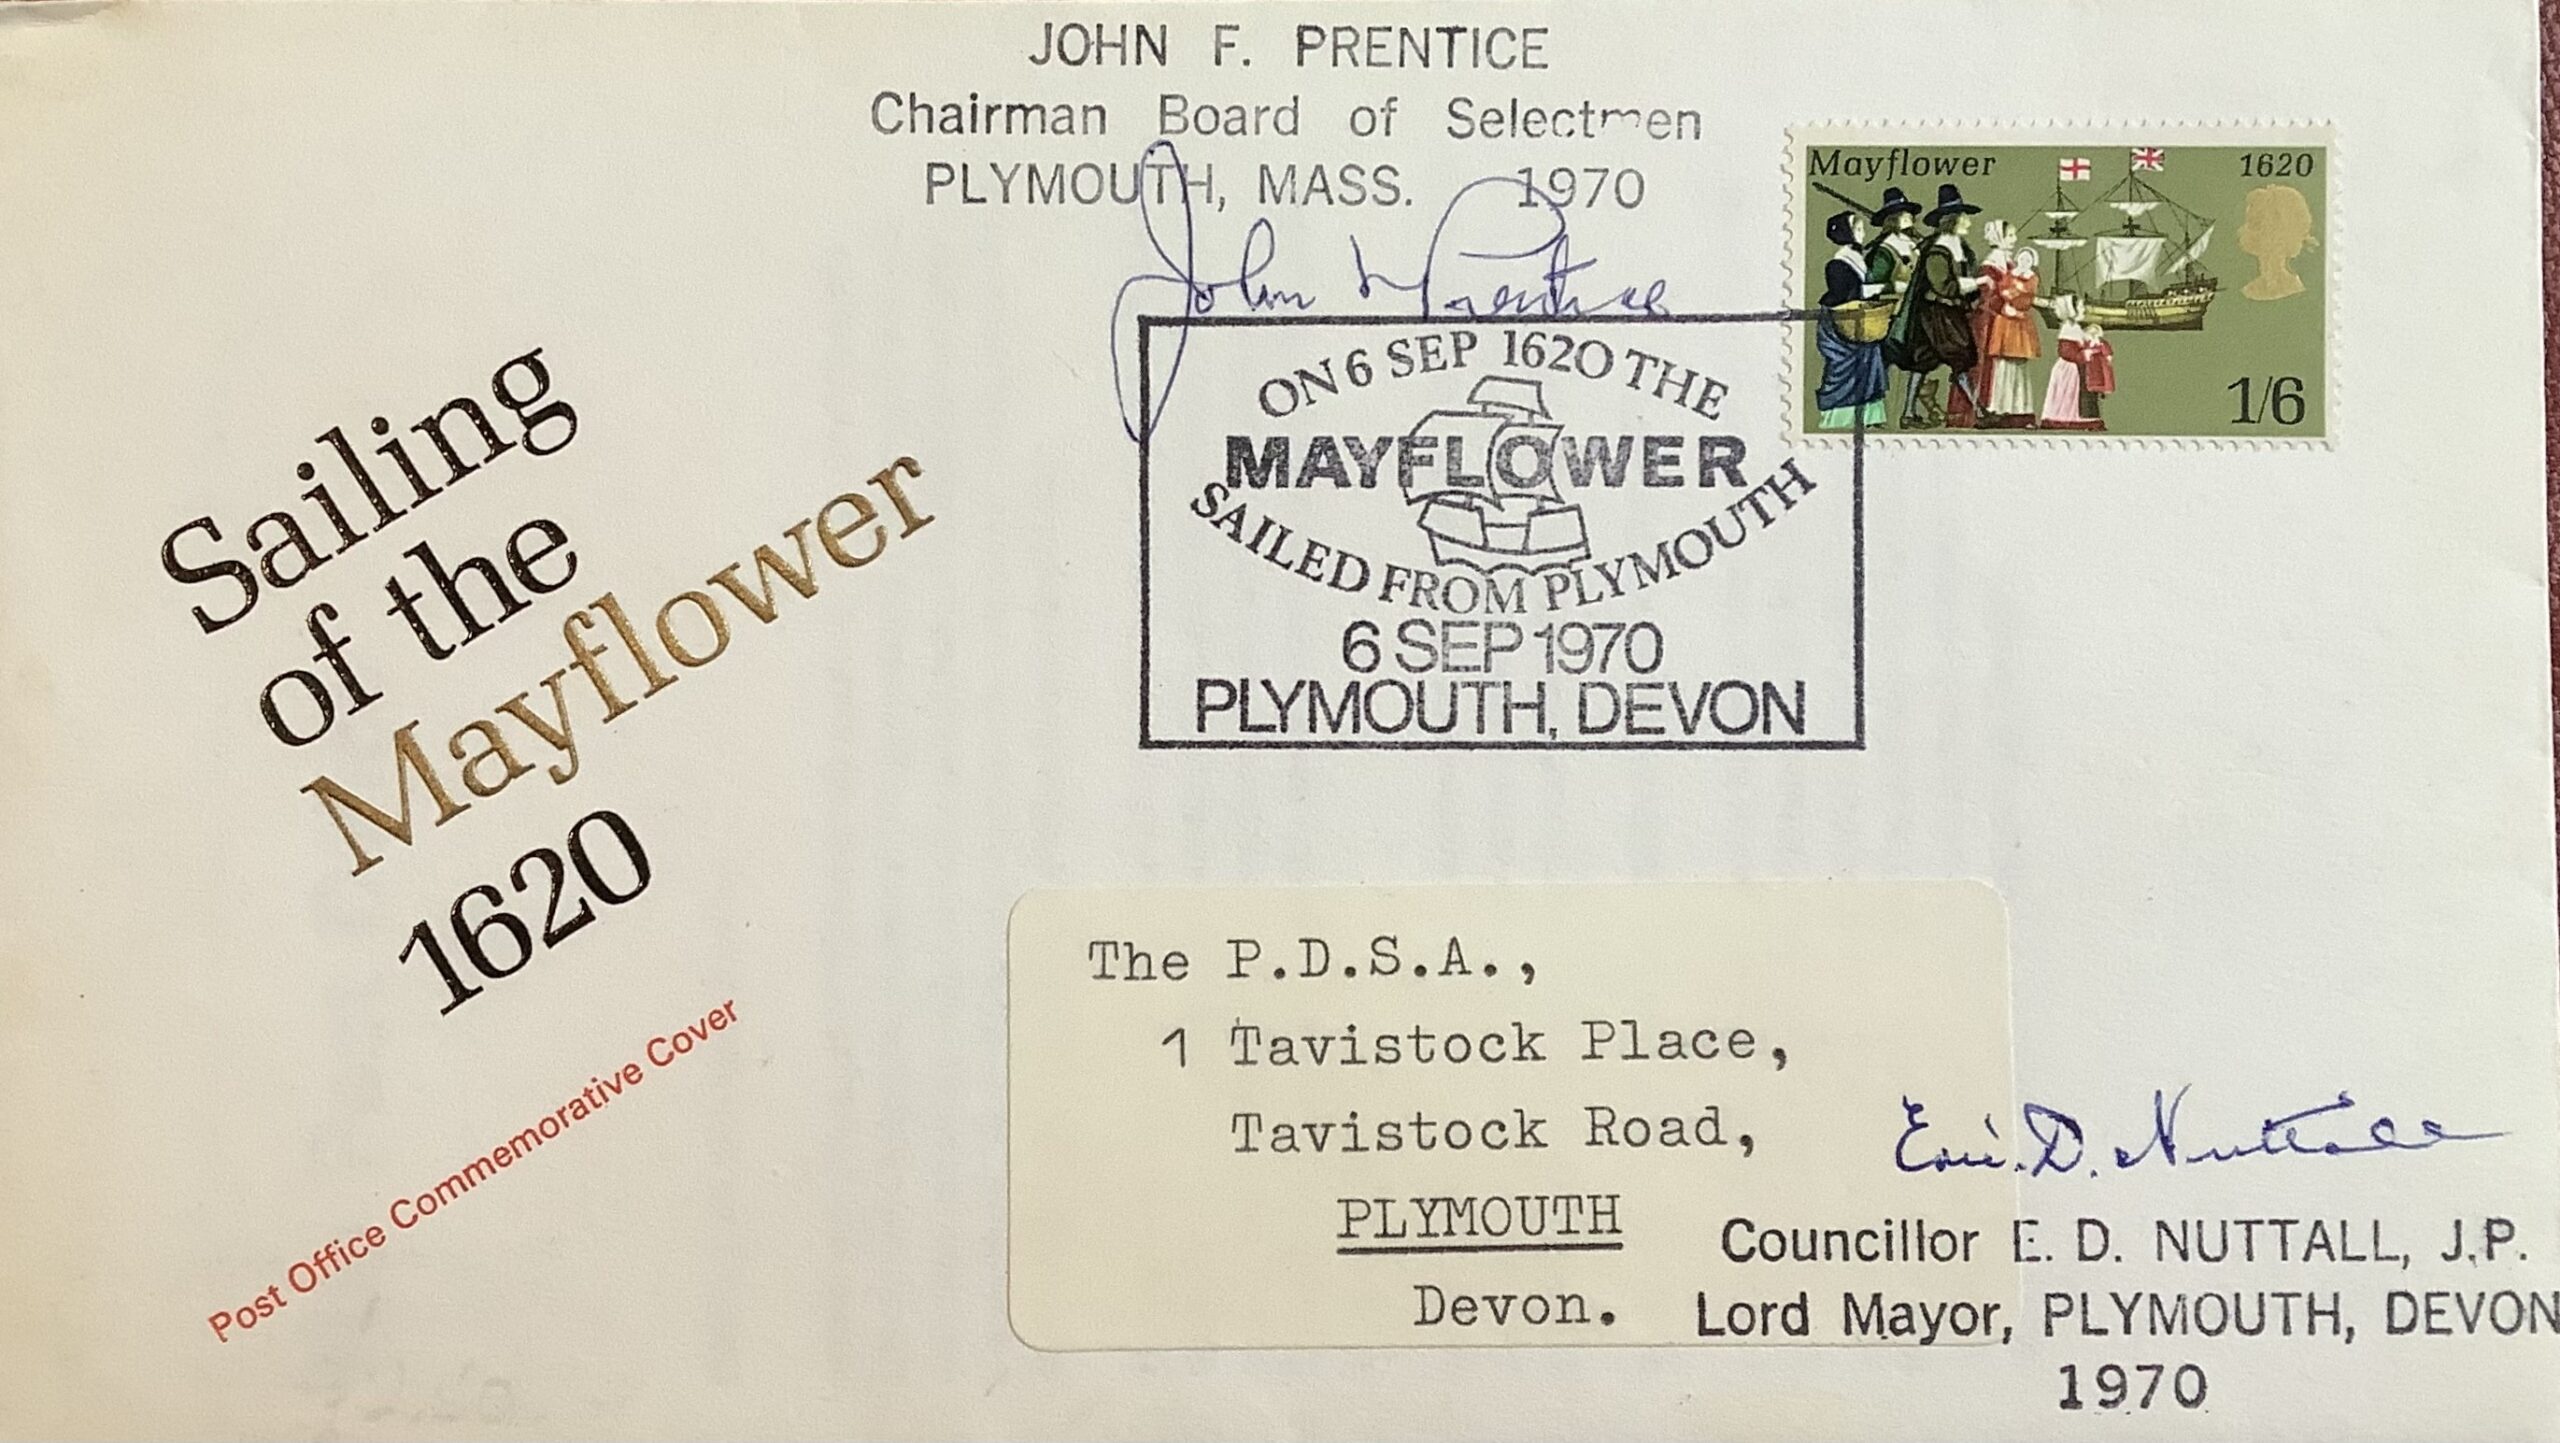 JOHN F. PRENTICE
Chairman Board of Selectmen
PLYMOUTH, MASS. 1970
John Prentice
Mayflower 1620
1/6
ON 6 SEP 1620 THE
MAYFLOWER
SAILED FROM PLYMOUTH
6 SEP 1970
PLYMOUTH, DEVON
Sailing
of the
Mayflower
1620
Post Office Commemorative Cover
The P.D.S.A.,
1 Tavistock Place,
Tavistock Road,
PLYMOUTH
Devon.
Eric. D. Nuttall
Councillor E. D. NUTTALL, J.P.
Lord Mayor, PLYMOUTH, DEVON
1970